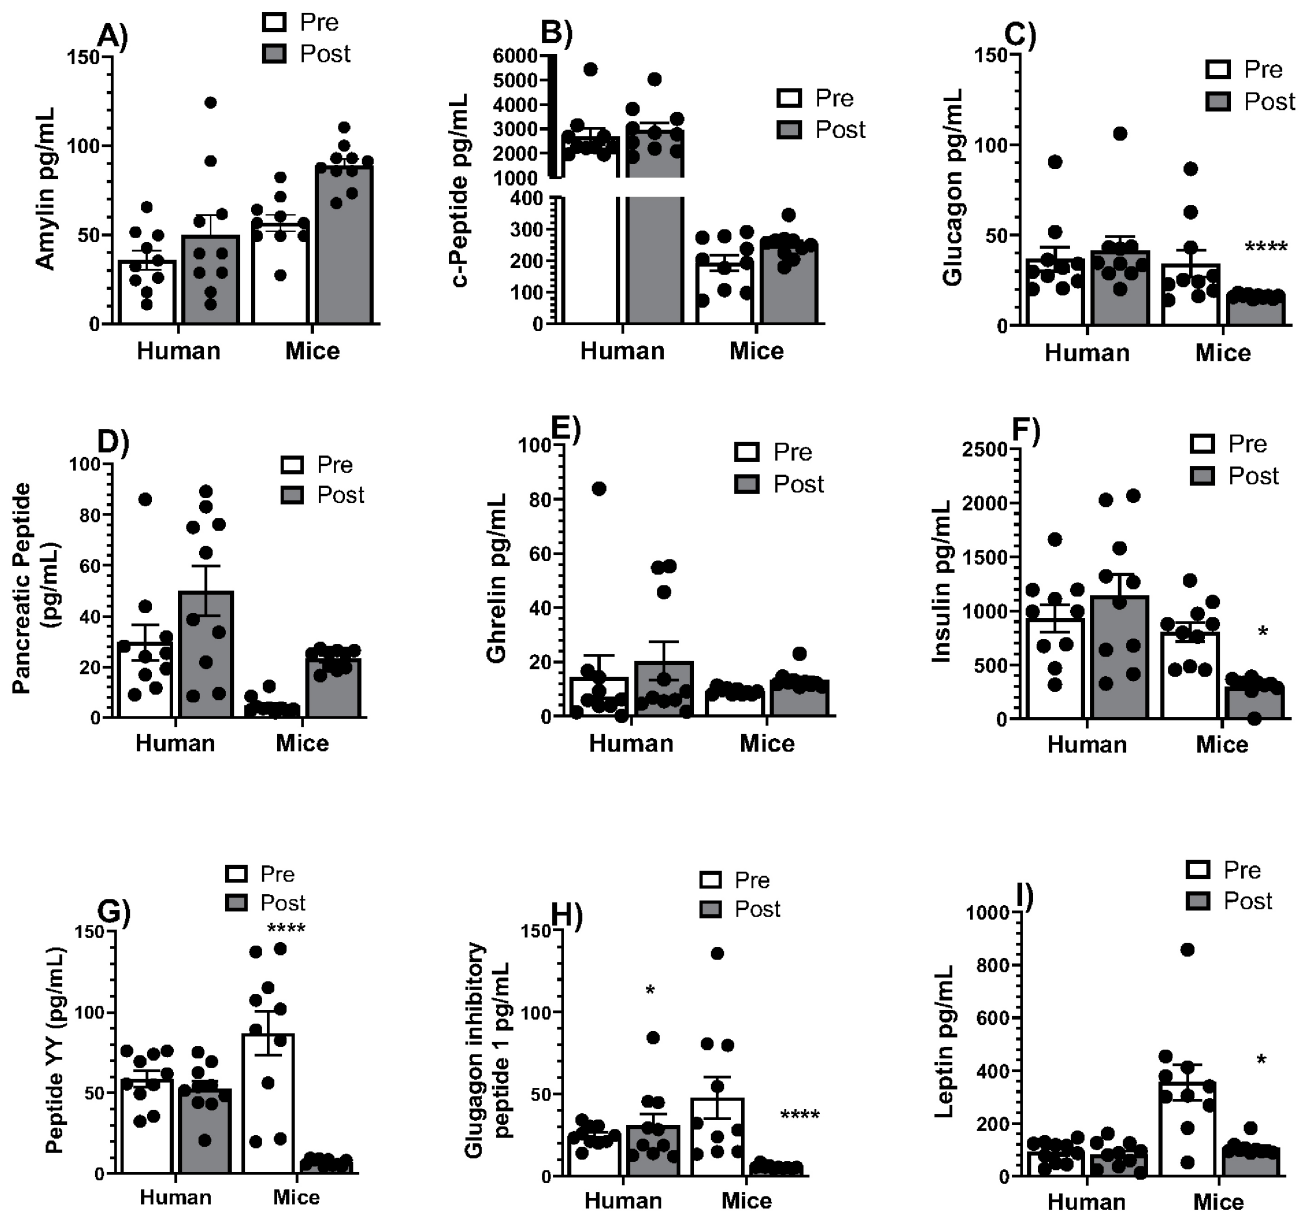 A)
Pre
Post
Amylin pg/mL
150
100
50
0
Human Mice
B)
Pre
Post
c-Peptide pg/mL
6000
5000
4000
3000
2000
1000
400
300
200
100
0
Human Mice
C)
Pre
Post
Glucagon pg/mL
150
100
50
0
****
Human Mice
D)
Pre
Post
Pancreatic Peptide
(pg/mL)
100
80
60
40
20
0
Human Mice
E)
Pre
Post
Ghrelin pg/mL
100
80
60
40
20
0
Human Mice
F)
Pre
Post
Insulin pg/mL
2500
2000
1500
1000
500
0
*
Human Mice
G)
Pre
Post
Peptide YY (pg/mL)
150
100
50
0
****
Human Mice
H)
Pre
Post
Glugagon inhibitory
peptide 1 pg/mL
150
100
50
0
*
****
Human Mice
I)
Pre
Post
Leptin pg/mL
1000
800
600
400
200
0
*
Human Mice